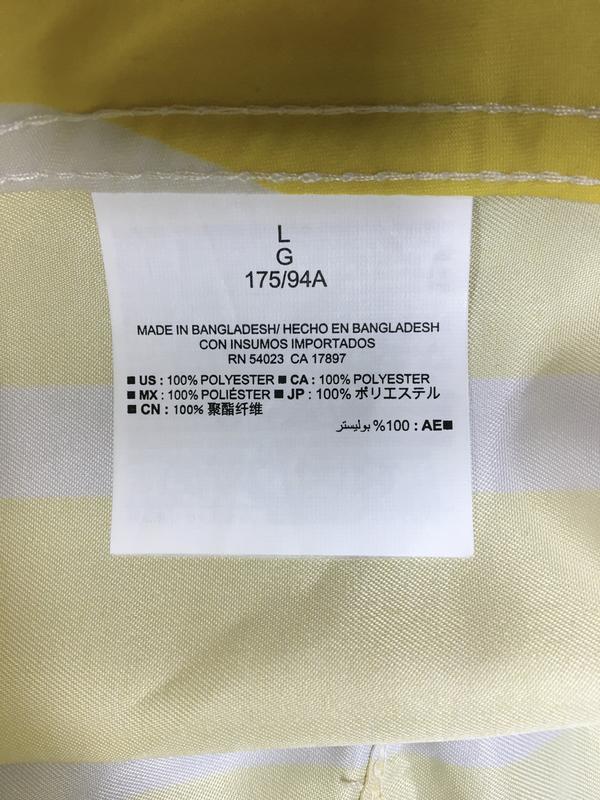 L
G
175/94A
MADE IN BANGLADESH/ HECHO EN BANGLADESH
CON INSUMOS IMPORTADOS
RN 54023 CA 17897
■ US : 100% POLYESTER ■ CA : 100% POLYESTER
■ MX : 100% POLIÉSTER ■ JP : 100% ポリエステル
■ CN : 100% 聚酯纤维
■AE : 100% بوليستر